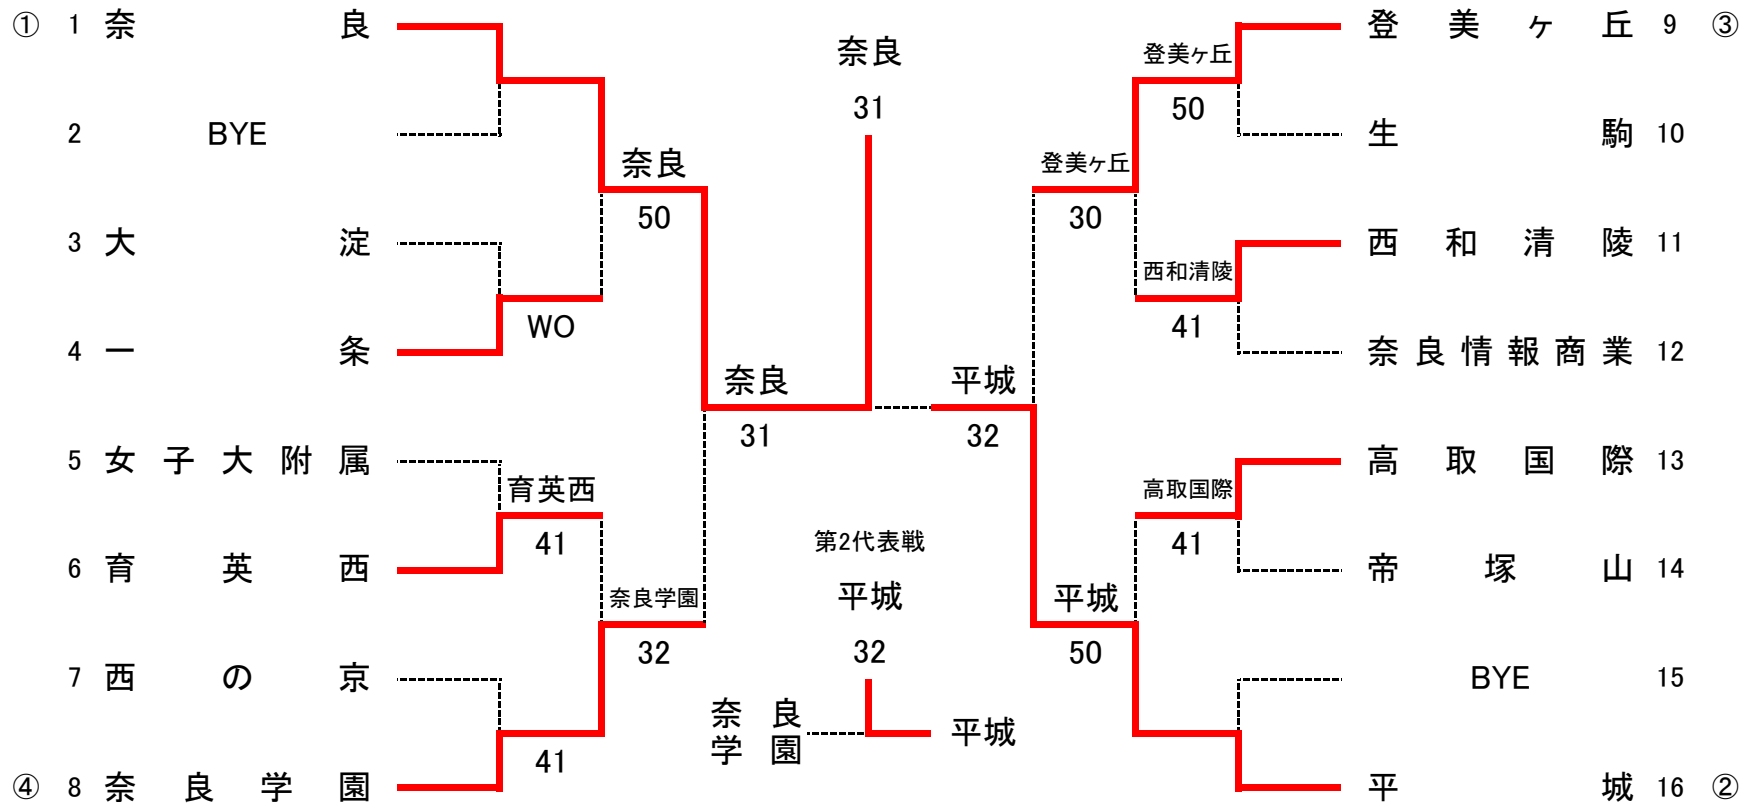 ① 1 奈良
2 BYE
3 大淀
4 一条
5 女子大附属
6 育英西
7 西の京
④ 8 奈良学園
奈良
50
WO
育英西
41
奈良学園
32
41
奈良
31
奈良
31
平城
32
第2代表戦
平城
32
奈良
学園
平城
登美ヶ丘
30
平城
50
登美ヶ丘
50
西和清陵
41
高取国際
41
登美ヶ丘 9 ③
生駒 10
西和清陵 11
奈良情報商業 12
高取国際 13
帝塚山 14
BYE 15
平城 16 ②